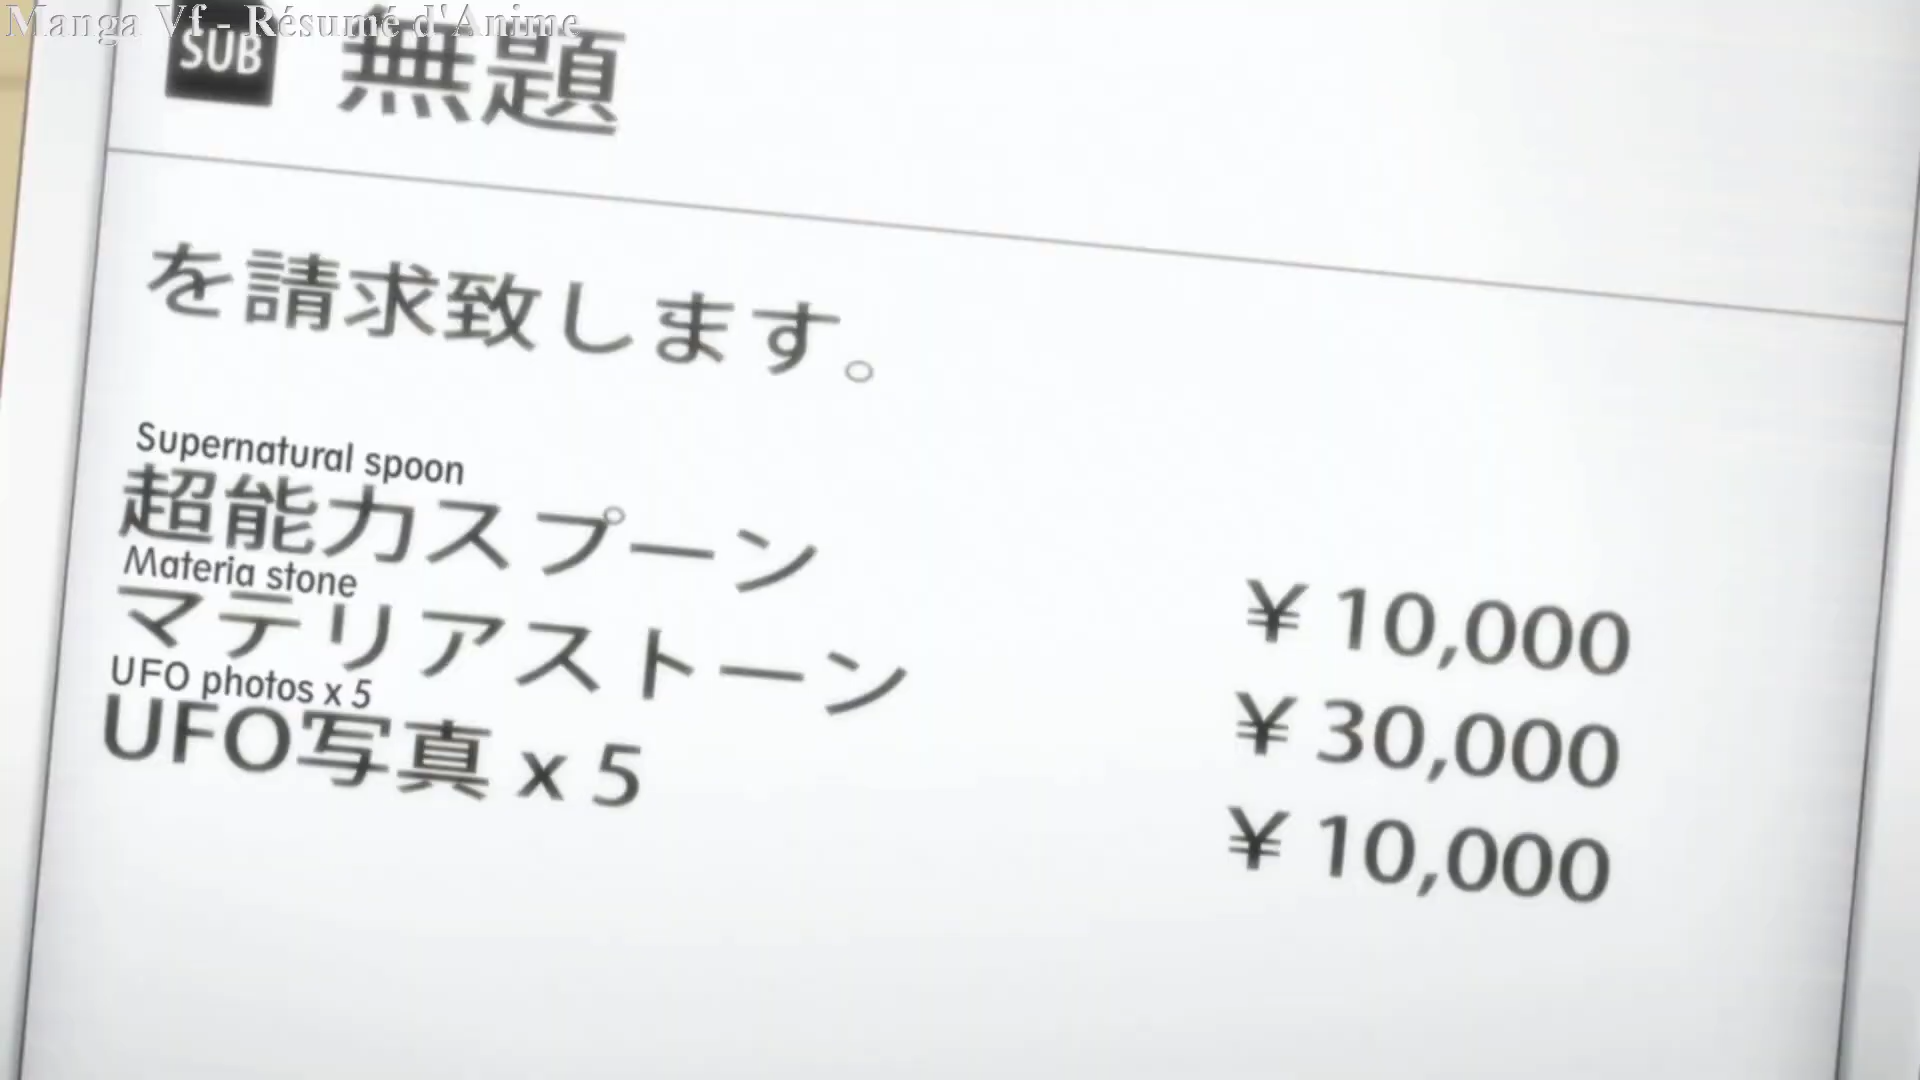 Manga Vf - Résumé d'Anime
SUB 無題
を請求致します。
Supernatural spoon
超能力スプーン ¥ 10,000
Materia stone
マテリアストーン ¥ 30,000
UFO photos x 5
UFO写真 x 5 ¥ 10,000